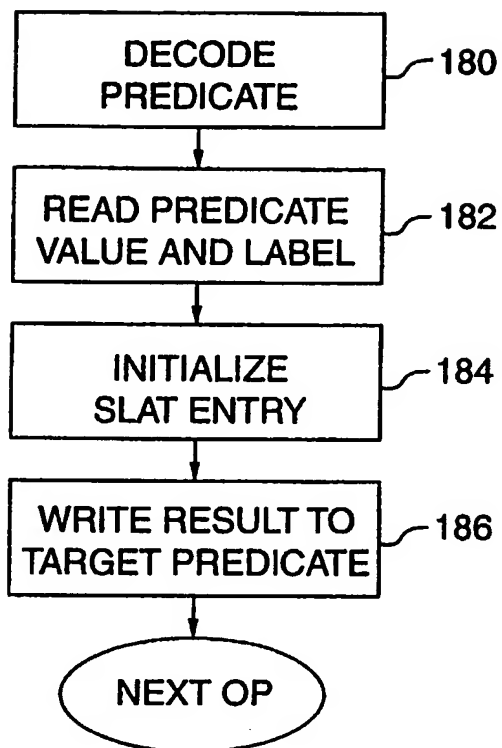 DECODE
PREDICATE
180
READ PREDICATE
VALUE AND LABEL
182
INITIALIZE
SLAT ENTRY
184
WRITE RESULT TO
TARGET PREDICATE
186
NEXT OP